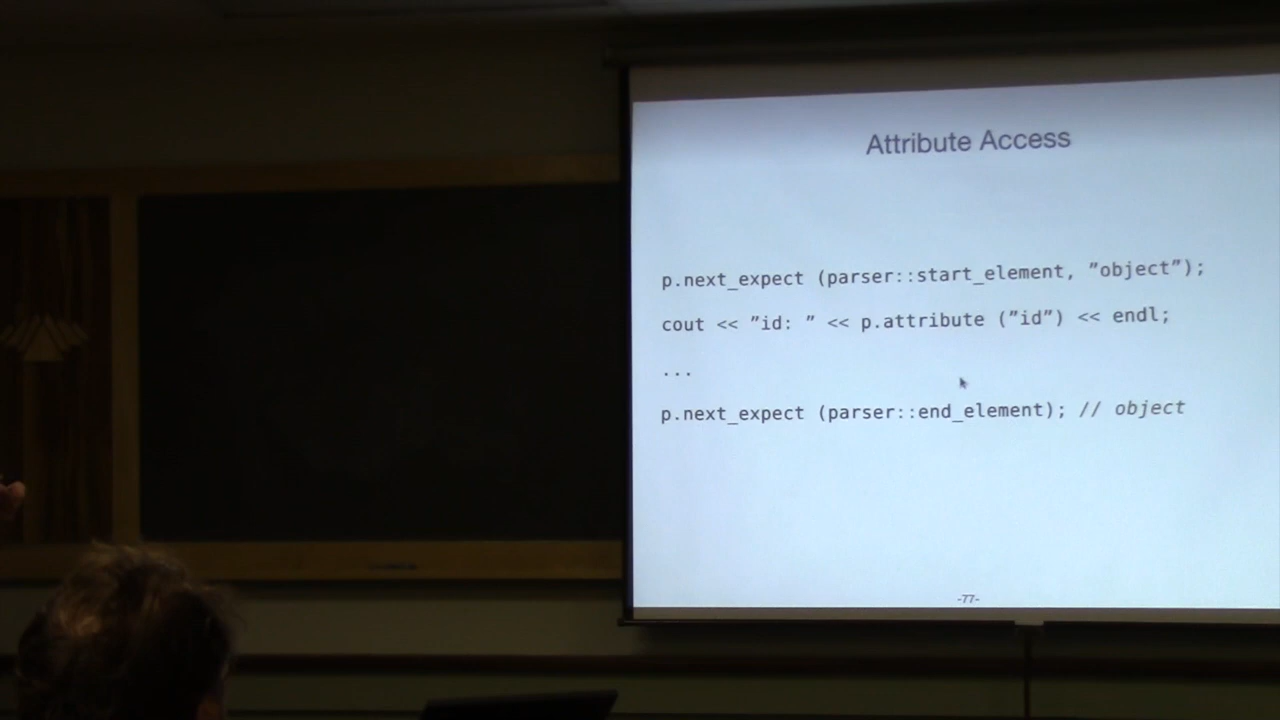 Attribute Access
p.next_expect (parser::start_element, ”object”);
cout << ”id: ” << p.attribute (”id”) << endl;
...
p.next_expect (parser::end_element); // object
-77-